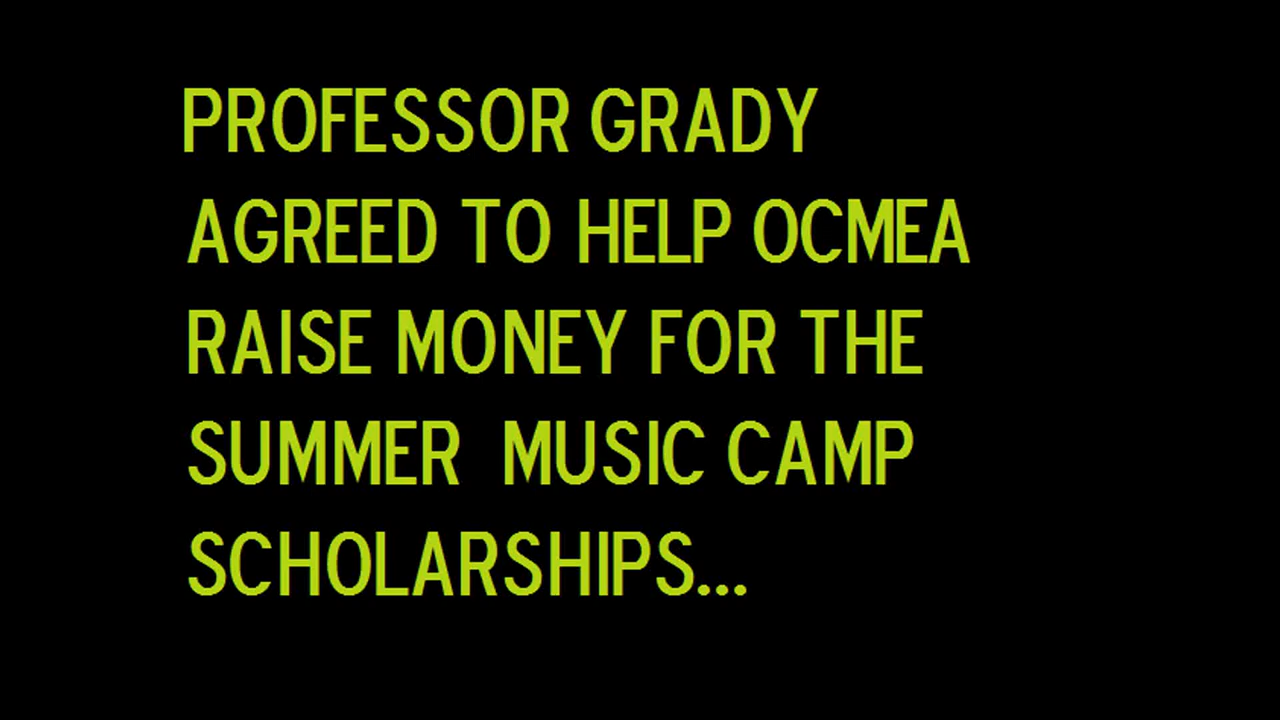 PROFESSOR GRADY
AGREED TO HELP OCMEA
RAISE MONEY FOR THE
SUMMER  MUSIC CAMP
SCHOLARSHIPS...